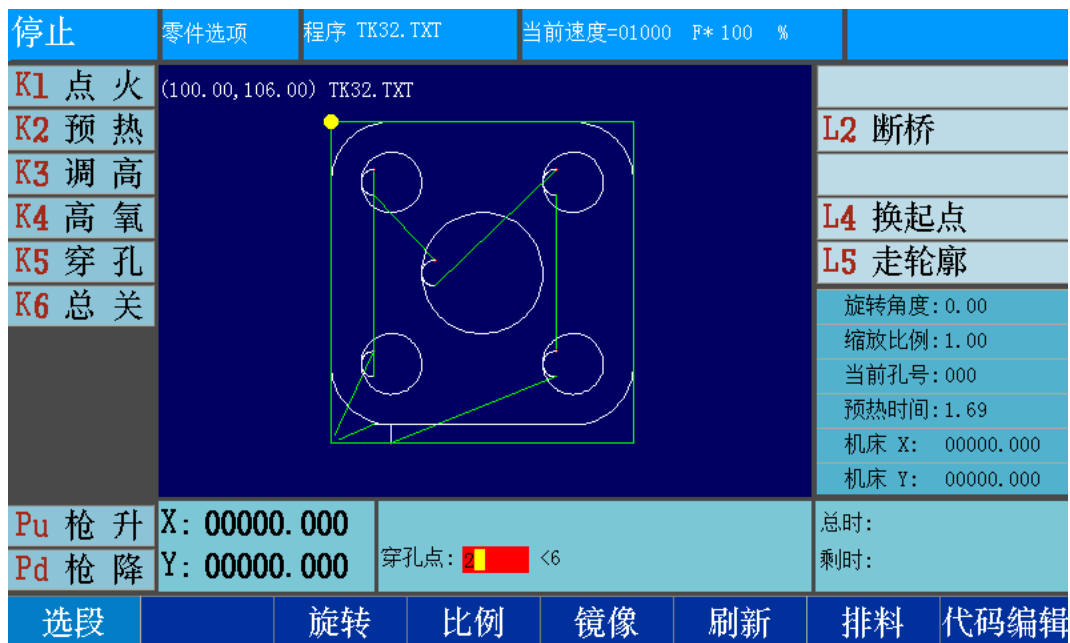 停止
零件选项
程序 TK32.TXT
当前速度=01000 F*100 %
K1 点 火
K2 预 热
K3 调 高
K4 高 氧
K5 穿 孔
K6 总 关
(100.00,106.00) TK32.TXT
L2 断桥
L4 换起点
L5 走轮廓
旋转角度:0.00
缩放比例:1.00
当前孔号:000
预热时间:1.69
机床 X: 00000.000
机床 Y: 00000.000
Pu 枪 升
Pd 枪 降
X: 00000.000
Y: 00000.000
穿孔点: 2 <6
总时:
剩时:
选段
旋转
比例
镜像
刷新
排料
代码编辑